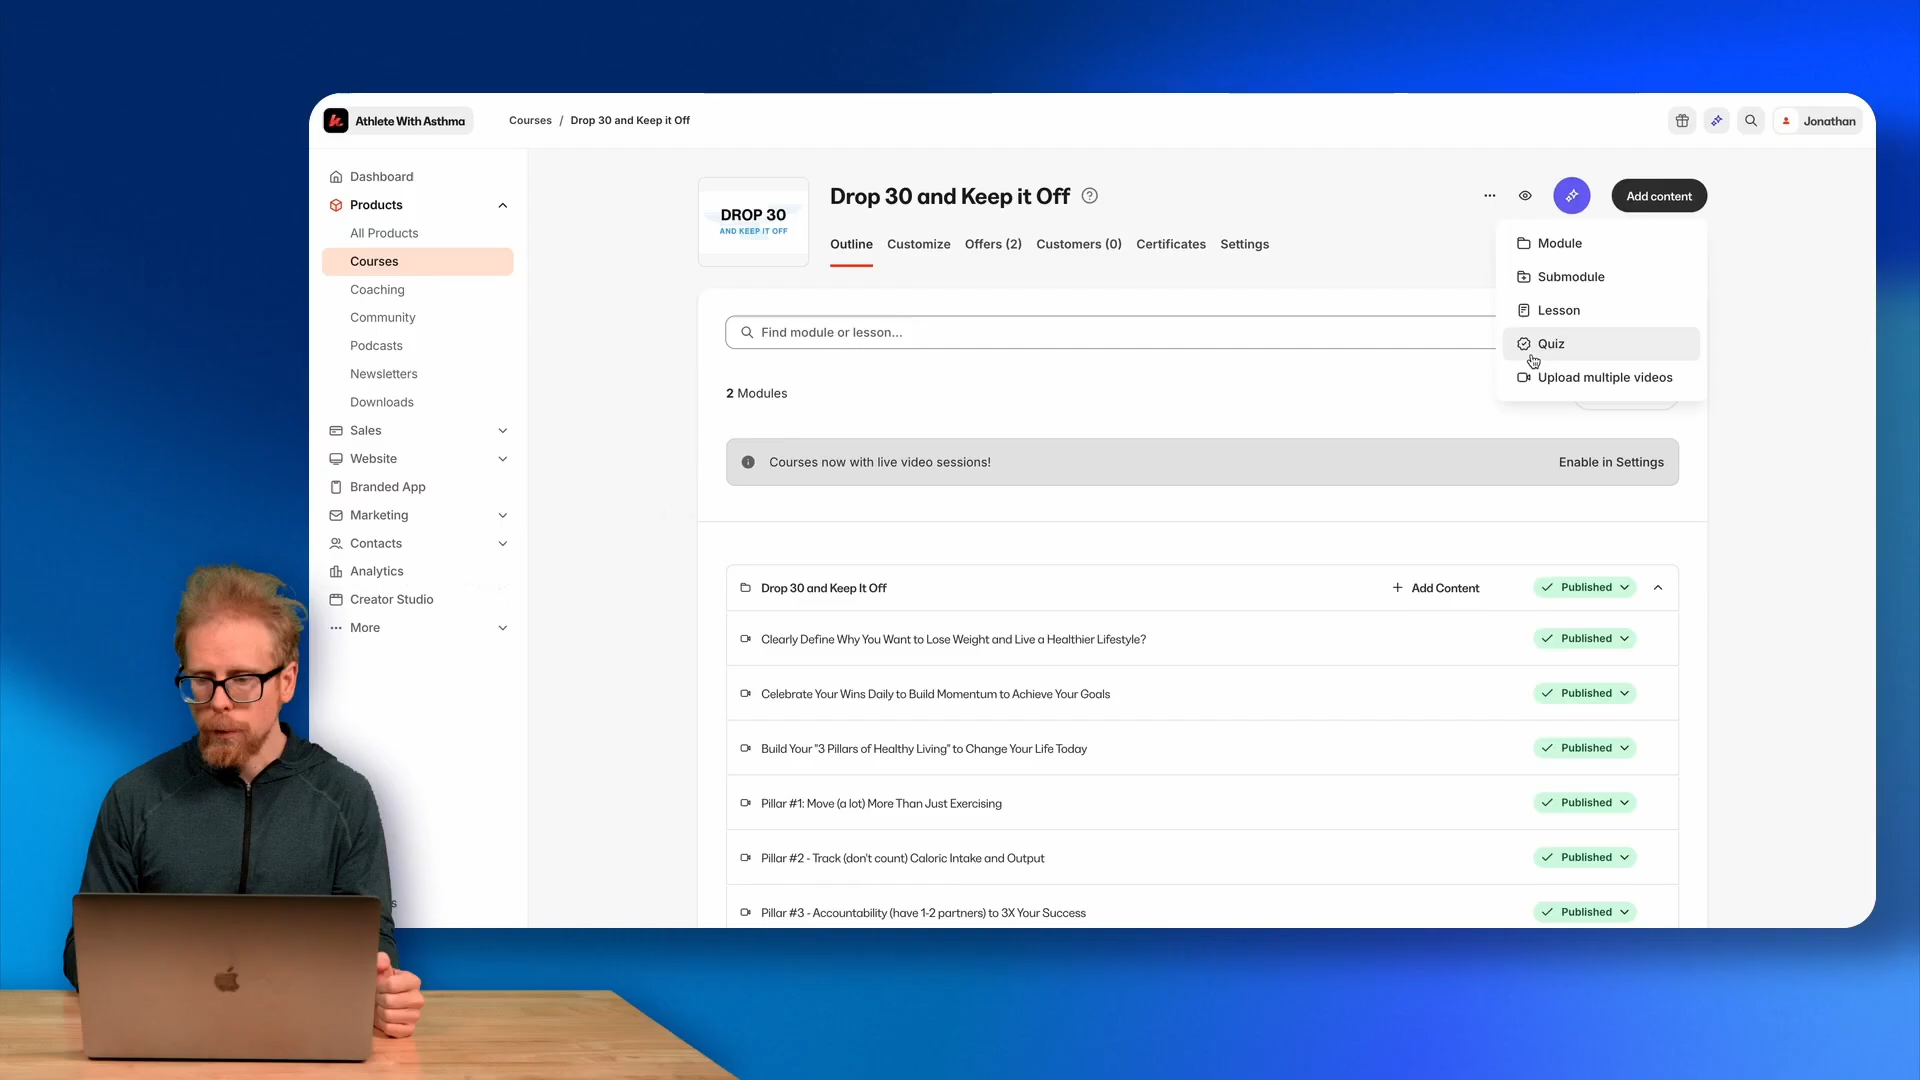 Athlete With Asthma
Courses / Drop 30 and Keep it Off
Jonathan
Dashboard
Products
All Products
Courses
Coaching
Community
Podcasts
Newsletters
Downloads
Sales
Website
Branded App
Marketing
Contacts
Analytics
Creator Studio
More
DROP 30
AND KEEP IT OFF
Drop 30 and Keep it Off
Add content
Outline Customize Offers (2) Customers (0) Certificates Settings
Module
Submodule
Lesson
Quiz
Upload multiple videos
Find module or lesson...
2 Modules
Courses now with live video sessions! Enable in Settings
Drop 30 and Keep It Off + Add Content Published
Clearly Define Why You Want to Lose Weight and Live a Healthier Lifestyle? Published
Celebrate Your Wins Daily to Build Momentum to Achieve Your Goals Published
Build Your "3 Pillars of Healthy Living" to Change Your Life Today Published
Pillar #1: Move (a lot) More Than Just Exercising Published
Pillar #2 - Track (don't count) Caloric Intake and Output Published
Pillar #3 - Accountability (have 1-2 partners) to 3X Your Success Published